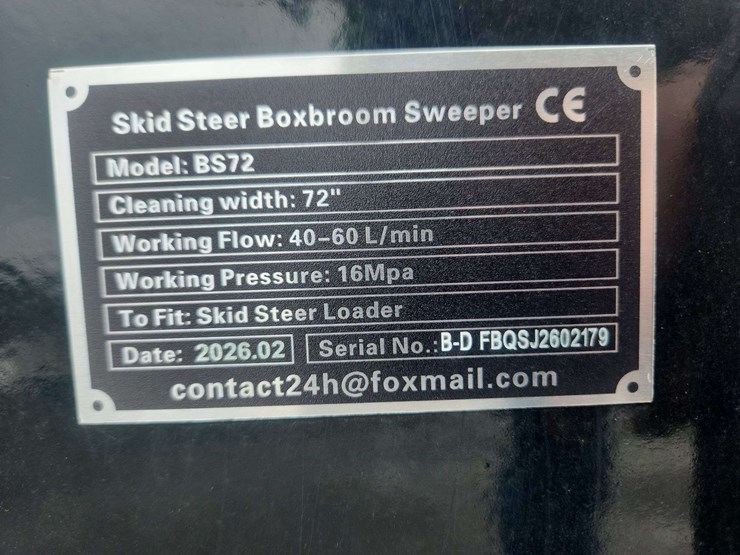 Skid Steer Boxbroom Sweeper CE
Model: BS72
Cleaning width: 72"
Working Flow: 40-60 L/min
Working Pressure: 16Mpa
To Fit: Skid Steer Loader
Date: 2026.02 Serial No.:B-D FBQSJ2602179
contact24h@foxmail.com